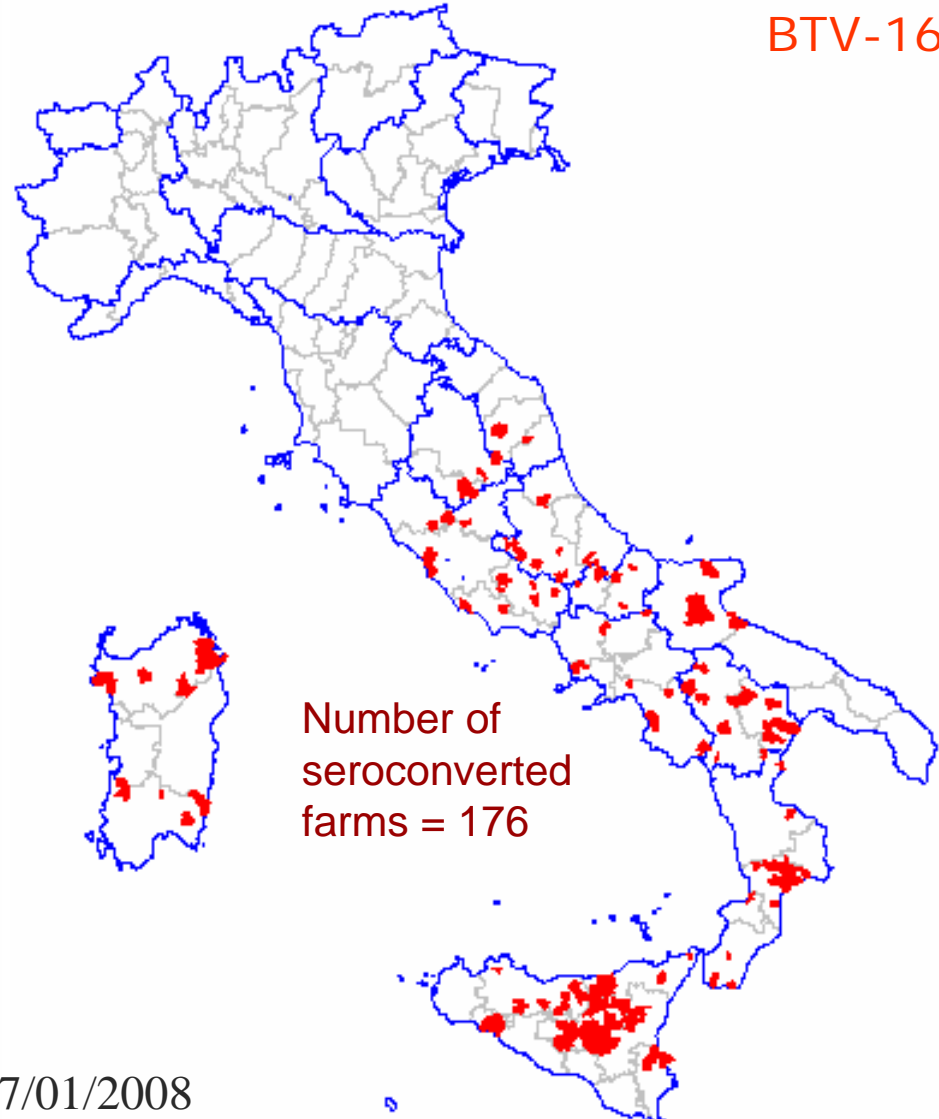 BTV-16
Number of
seroconverted
farms = 176
7/01/2008